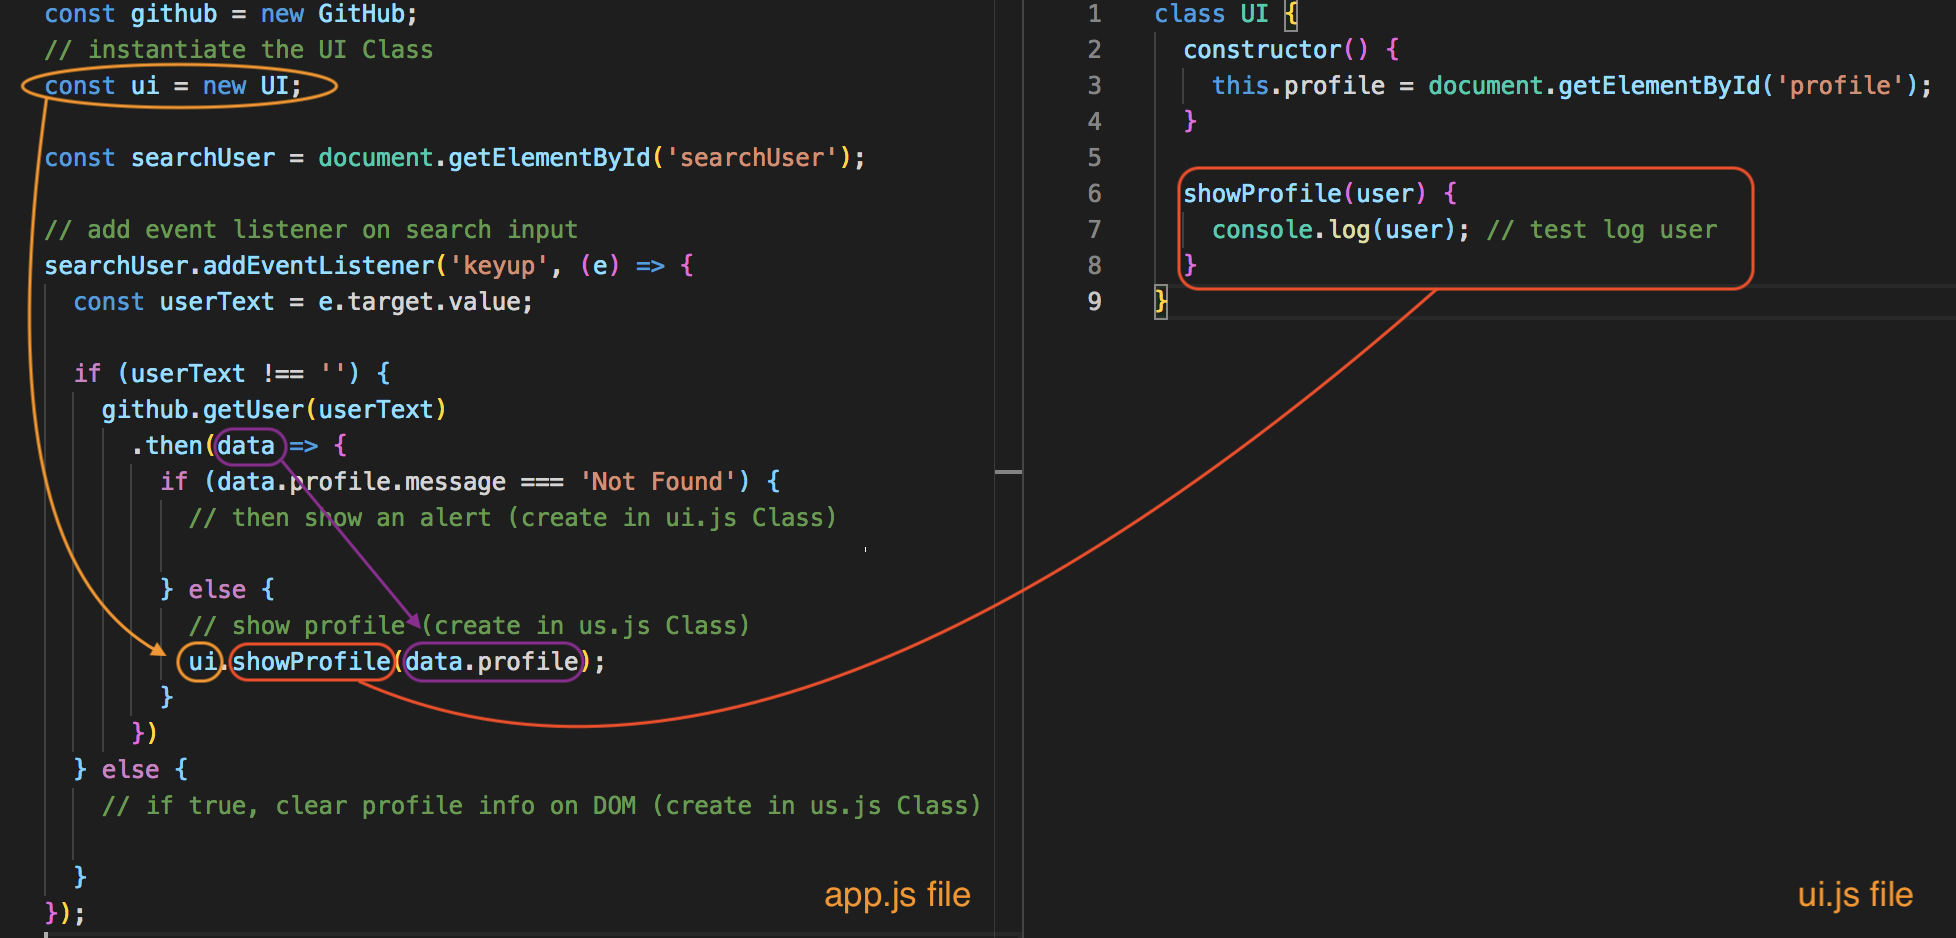 const github = new GitHub;
// instantiate the UI Class
const ui = new UI;
const searchUser = document.getElementById('searchUser');
// add event listener on search input
searchUser.addEventListener('keyup', (e) => {
const userText = e.target.value;
if (userText !== '') {
github.getUser(userText)
.then(data => {
if (data.profile.message === 'Not Found') {
// then show an alert (create in ui.js Class)
} else {
// show profile (create in us.js Class)
ui.showProfile(data.profile);
}
})
} else {
// if true, clear profile info on DOM (create in us.js Class)
}
});
app.js file
1 class UI {
2 constructor() {
3 this.profile = document.getElementById('profile');
4 }
5
6 showProfile(user) {
7 console.log(user); // test log user
8 }
9 }
ui.js file